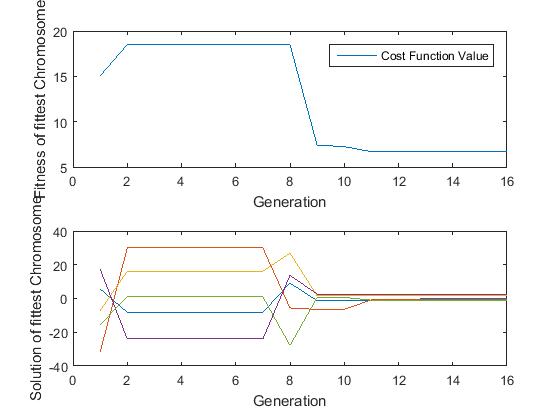 Fitness of fittest Chromosome
20
15
10
5
Cost Function Value
0 2 4 6 8 10 12 14 16
Generation
Solution of fittest Chromosome
40
20
0
-20
-40
0 2 4 6 8 10 12 14 16
Generation